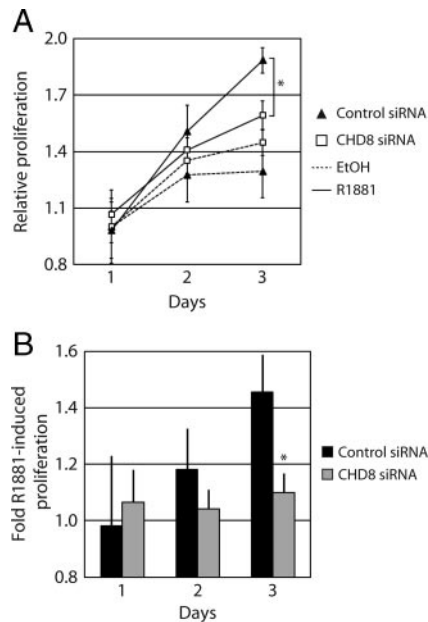 A
2.0
1.7
1.4
1.1
0.8
Relative proliferation
*
1 2 3
Days
Control siRNA
CHD8 siRNA
EtOH
R1881
B
1.6
1.4
1.2
1.0
0.8
Fold R1881-induced
proliferation
*
1 2 3
Days
Control siRNA
CHD8 siRNA